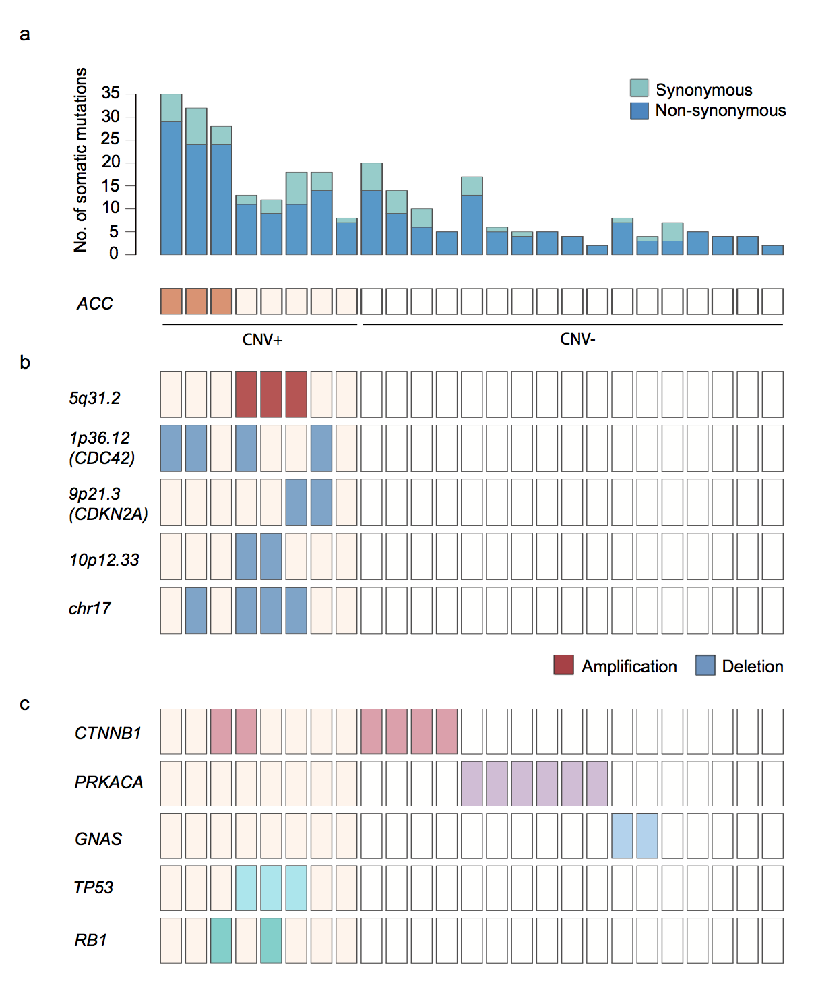 a
No. of somatic mutations
35
30
25
20
15
10
5
0
Synonymous
Non-synonymous
ACC
CNV+
CNV-
b
5q31.2
1p36.12
(CDC42)
9p21.3
(CDKN2A)
10p12.33
chr17
Amplification
Deletion
c
CTNNB1
PRKACA
GNAS
TP53
RB1